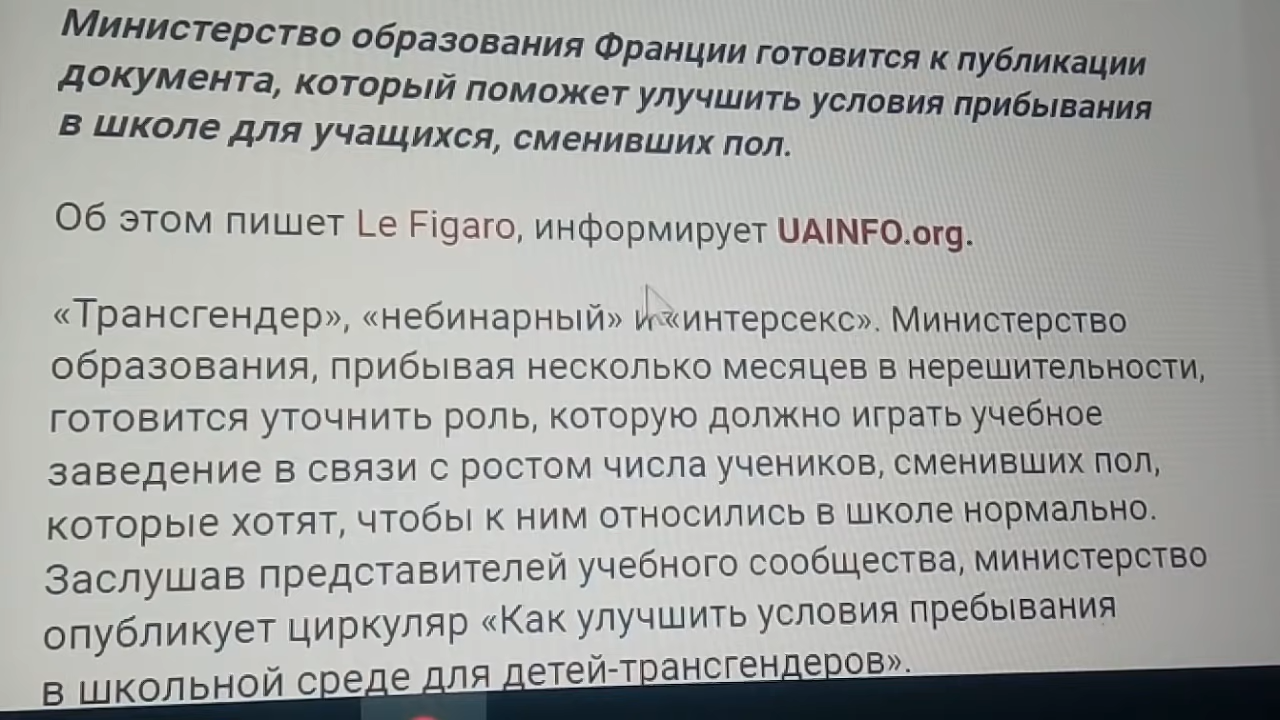 Министерство образования Франции готовится к публикации
документа, который поможет улучшить условия прибывания
в школе для учащихся, сменивших пол.
Об этом пишет Le Figaro, информирует UAINFO.org.
«Трансгендер», «небинарный» и «интерсекс». Министерство
образования, прибывая несколько месяцев в нерешительности,
готовится уточнить роль, которую должно играть учебное
заведение в связи с ростом числа учеников, сменивших пол,
которые хотят, чтобы к ним относились в школе нормально.
Заслушав представителей учебного сообщества, министерство
опубликует циркуляр «Как улучшить условия пребывания
в школьной среде для детей-трансгендеров».